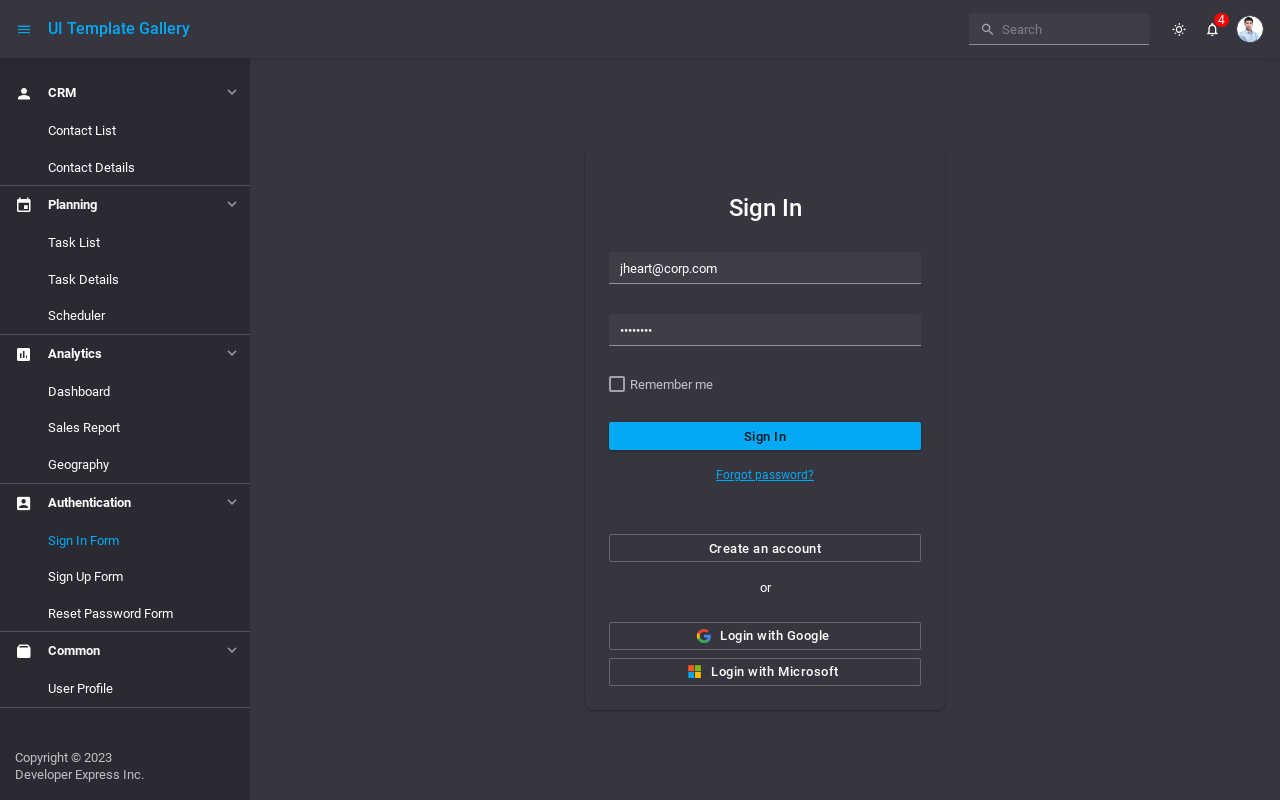 UI Template Gallery
Search
4
CRM
Contact List
Contact Details
Planning
Task List
Task Details
Scheduler
Analytics
Dashboard
Sales Report
Geography
Authentication
Sign In Form
Sign Up Form
Reset Password Form
Common
User Profile
Copyright © 2023
Developer Express Inc.
Sign In
jheart@corp.com
••••••••
Remember me
Sign In
Forgot password?
Create an account
or
Login with Google
Login with Microsoft